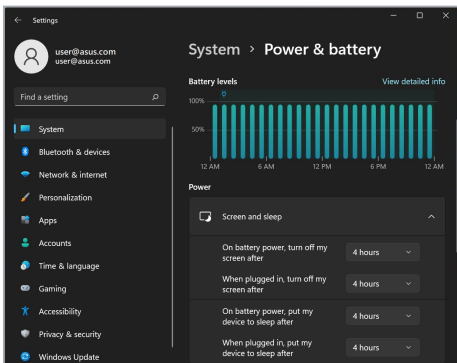 Settings
user@asus.com
user@asus.com
Find a setting
System
Bluetooth & devices
Network & internet
Personalization
Apps
Accounts
Time & language
Gaming
Accessibility
Privacy & security
Windows Update
System > Power & battery
Battery levels
View detailed info
100%
50%
12 AM 6 AM 12 PM 6 PM 12 AM
Power
Screen and sleep
On battery power, turn off my
screen after
4 hours
When plugged in, turn off my
screen after
4 hours
On battery power, put my
device to sleep after
4 hours
When plugged in, put my
device to sleep after
4 hours